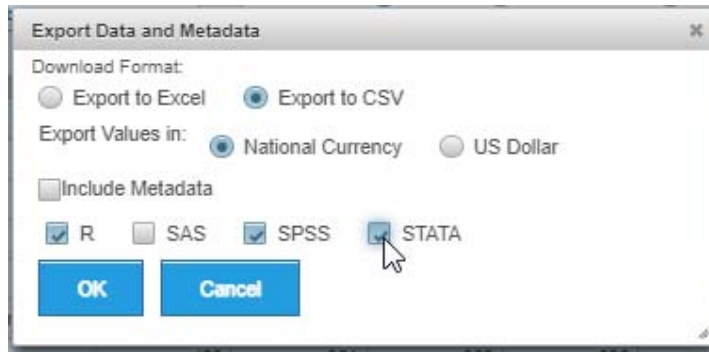 Export Data and Metadata
Download Format:
Export to Excel Export to CSV
Export Values in: National Currency US Dollar
Include Metadata
R SAS SPSS STATA
OK Cancel